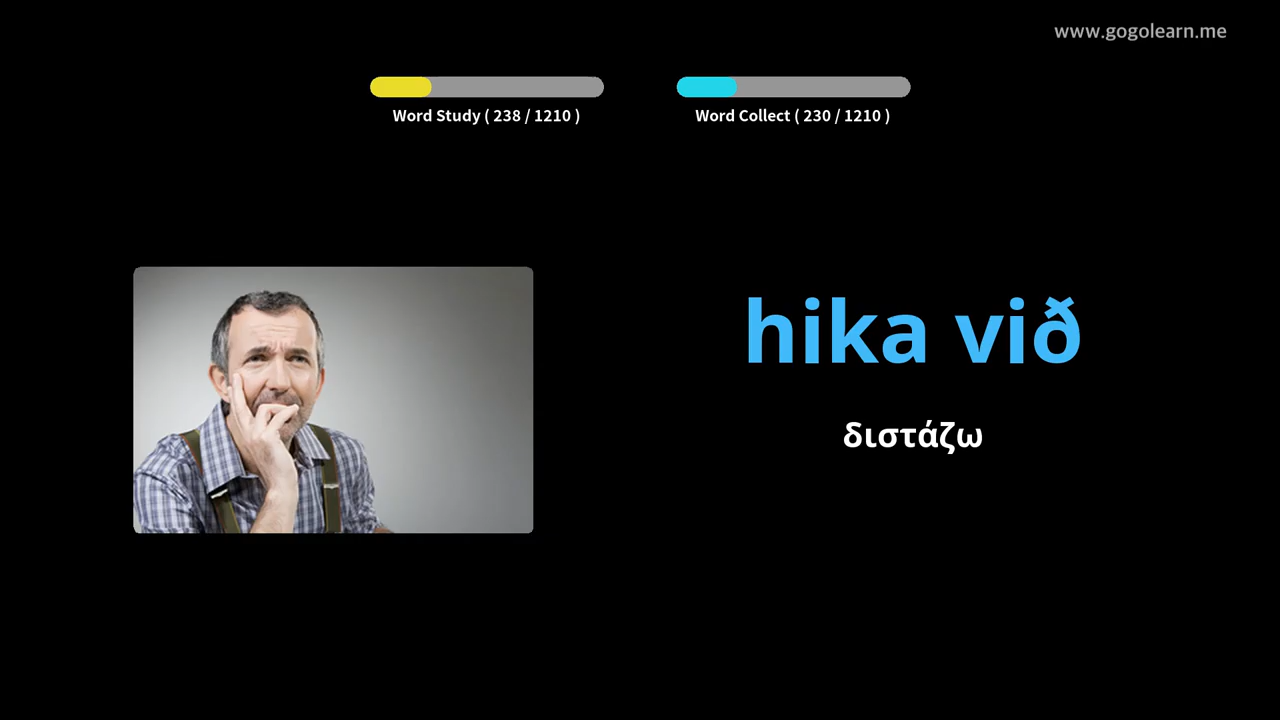 www.gogolearn.me
Word Study ( 238 / 1210 )
Word Collect ( 230 / 1210 )
hika við
διστάζω